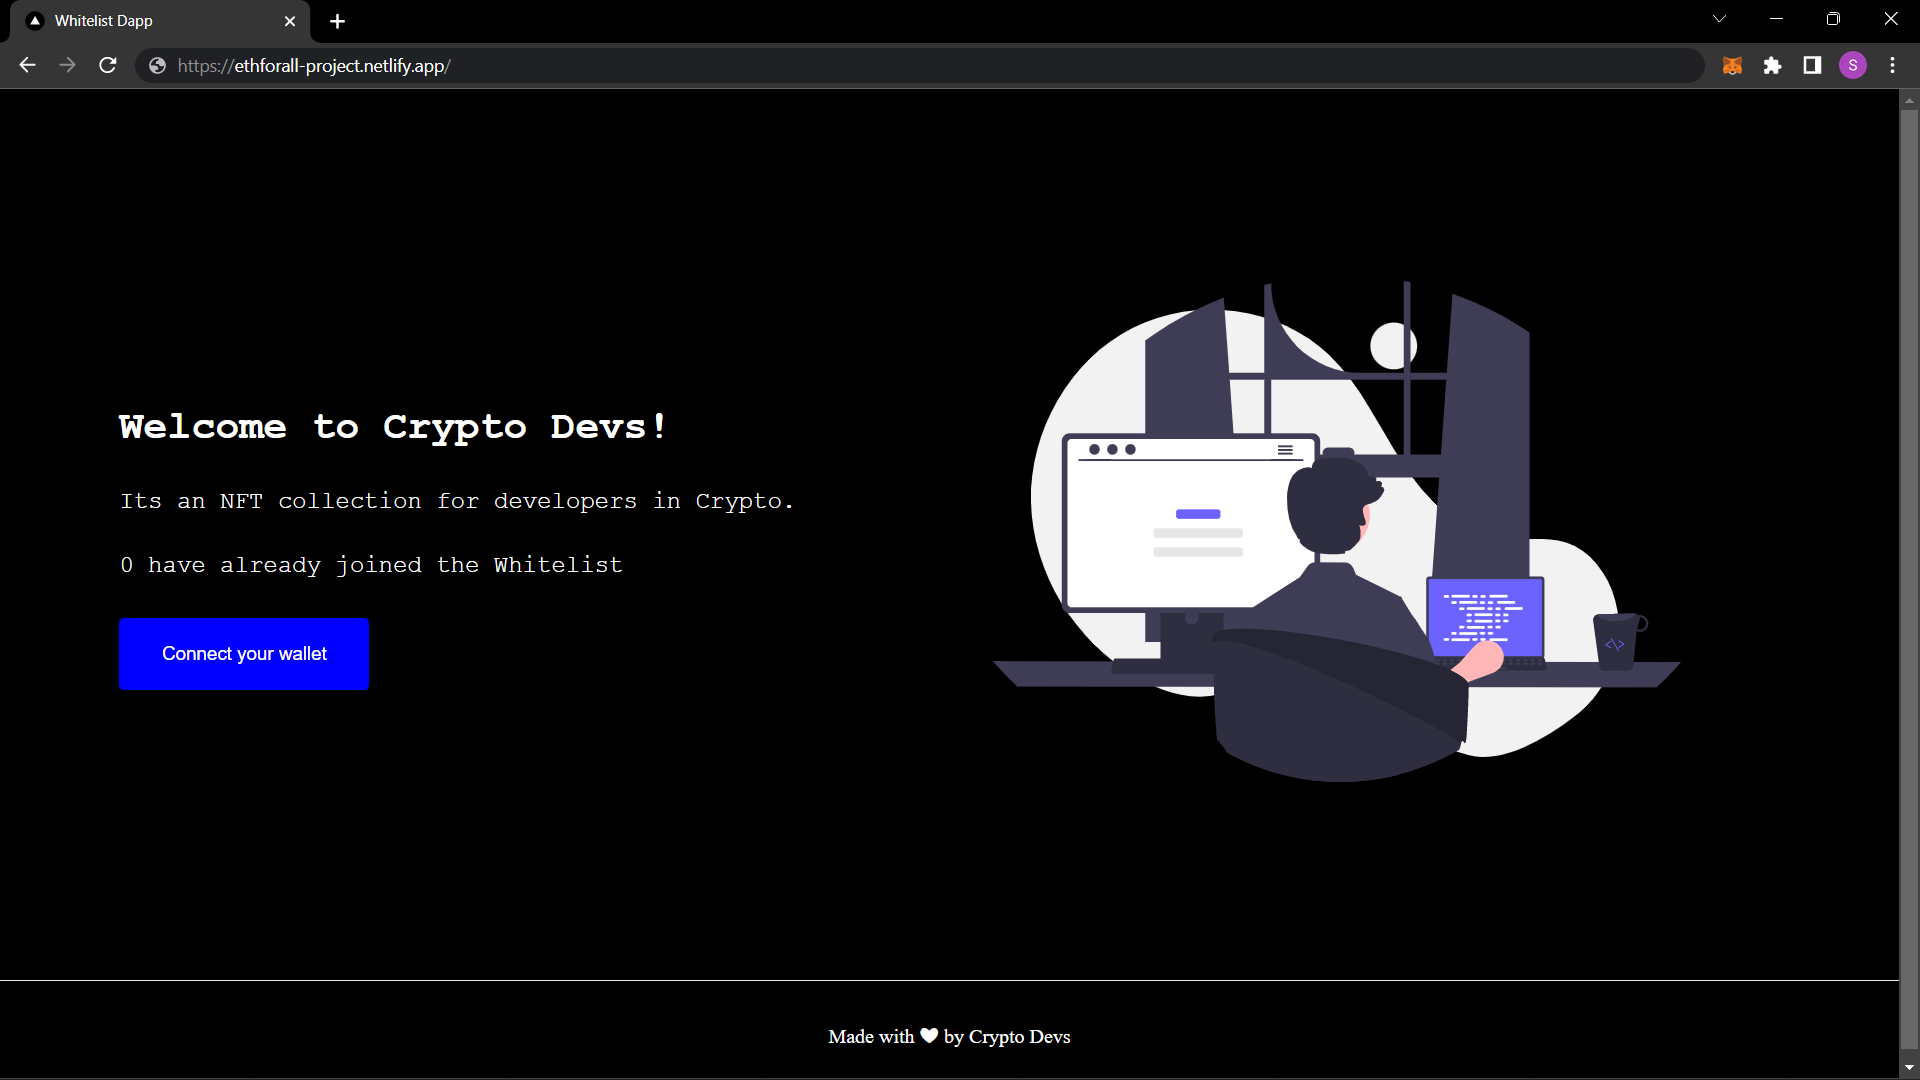 Whitelist Dapp
https://ethforall-project.netlify.app/
S
Welcome to Crypto Devs!
Its an NFT collection for developers in Crypto.
0 have already joined the Whitelist
Connect your wallet
</>
Made with ♥ by Crypto Devs